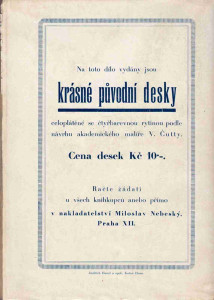 Na toto dílo vydány jsou
krásné původní desky
celoplátěné se čtyřbarevnou rytinou podle
návrhu akademického malíře V. Čutty.
Cena desek Kč 10·–.
Račte žádati
u všech knihkupců anebo přímo
v nakladatelství Miloslav Nebeský,
Praha XII.